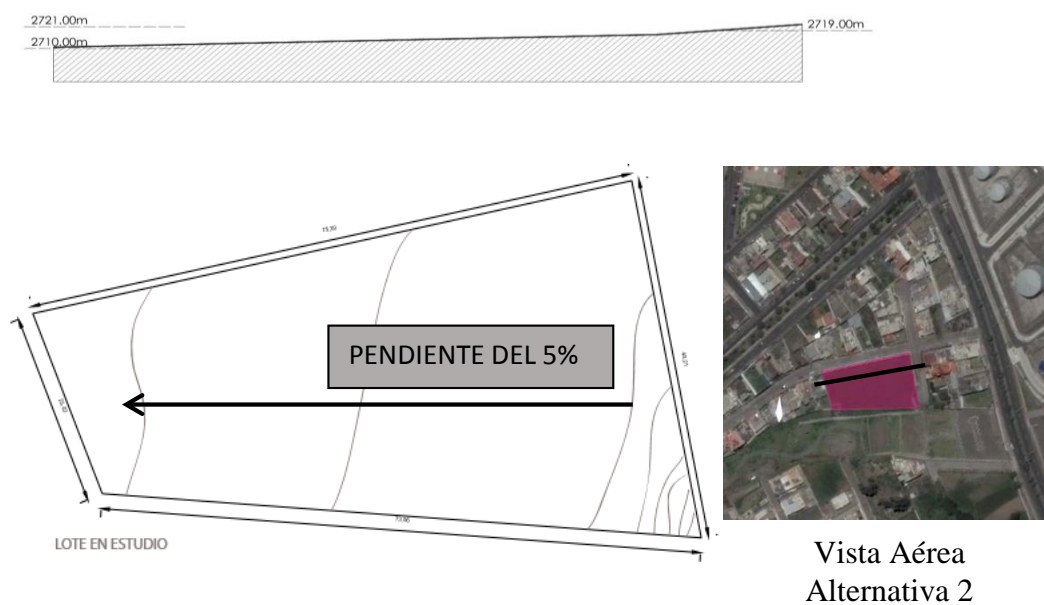 2721.00m
2719.00m
2710.00m
PENDIENTE DEL 5%
LOTE EN ESTUDIO
Vista Aérea
Alternativa 2